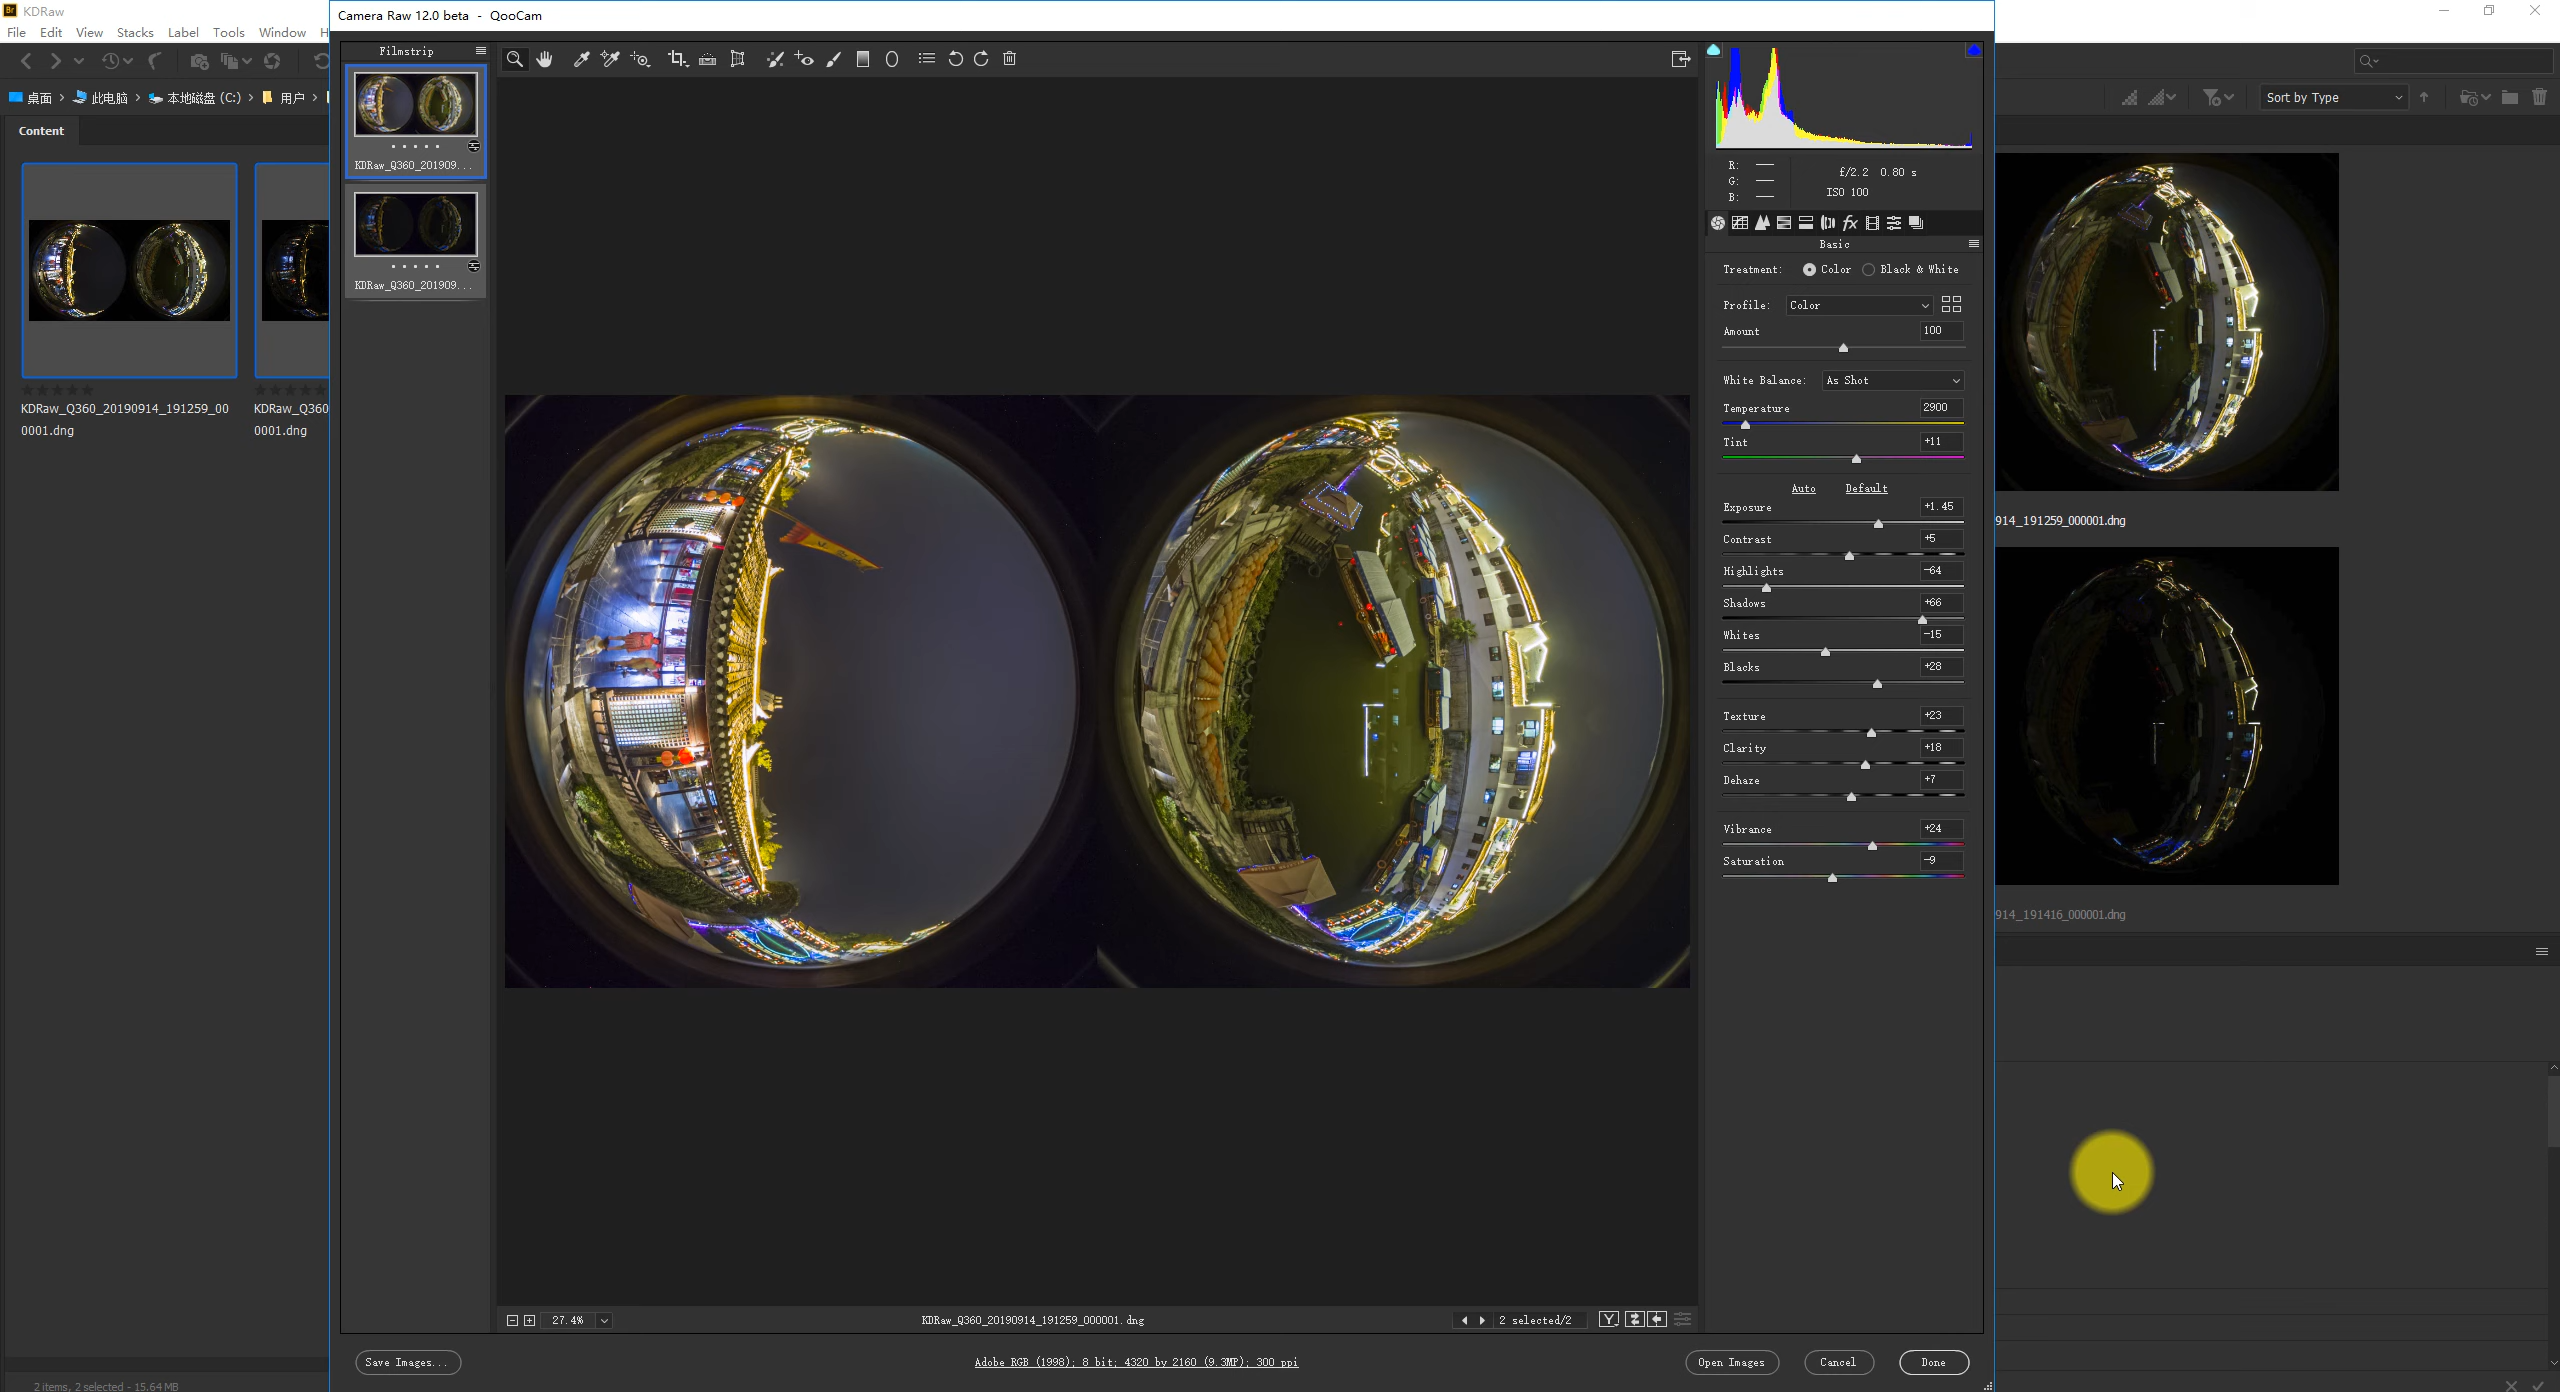 KDRaw
File Edit View Stacks Label Tools Window H
桌面 此电脑 本地磁盘 (C:) 用户
Content
KDRaw_Q360_20190914_191259_00
0001.dng
KDRaw_Q360
0001.dng
2 items, 2 selected - 15.64 MB
Camera Raw 12.0 beta - QooCam
Filmstrip
KDRaw_Q360_201909...
KDRaw_Q360_201909...
27.4%
KDRaw_Q360_20190914_191259_000001.dng
2 selected/2
Save Images...
Adobe RGB (1998); 8 bit; 4320 by 2160 (9.3MP); 300 ppi
Open Images
Cancel
Done
R:
G:
B:
f/2.2 0.80 s
ISO 100
Basic
Treatment: Color Black & White
Profile: Color
Amount 100
White Balance: As Shot
Temperature 2900
Tint +11
Auto Default
Exposure +1.45
Contrast +5
Highlights -64
Shadows +66
Whites -15
Blacks +28
Texture +23
Clarity +18
Dehaze +7
Vibrance +24
Saturation -9
Sort by Type
914_191259_000001.dng
914_191416_000001.dng